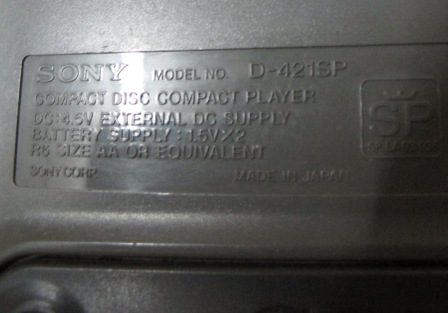 SONY MODEL NO. D-421SP
COMPACT DISC COMPACT PLAYER
DC:4.5V EXTERNAL DC SUPPLY
BATTERY SUPPLY : 1.5V×2
R6 SIZE AA OR EQUIVALENT
SONY CORP. MADE IN JAPAN
SP